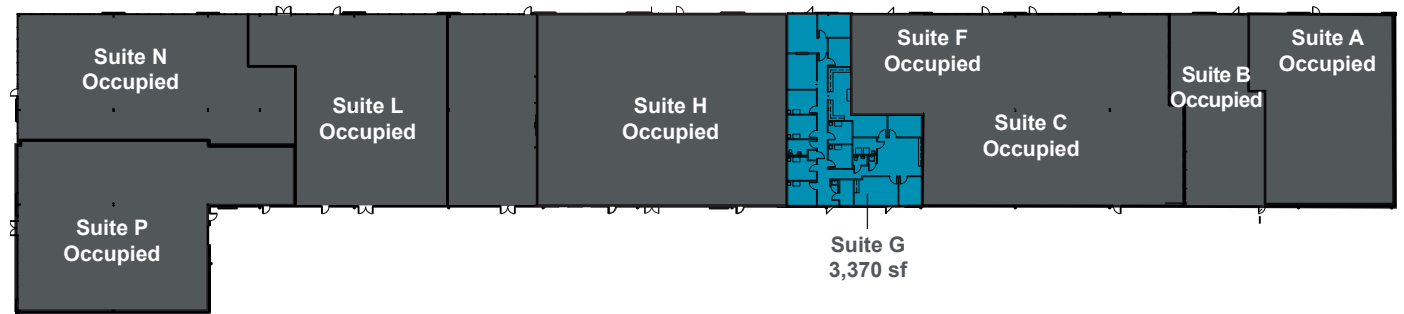 Suite N
Occupied
Suite L
Occupied
Suite H
Occupied
Suite F
Occupied
Suite C
Occupied
Suite B
Occupied
Suite A
Occupied
Suite P
Occupied
Suite G
3,370 sf